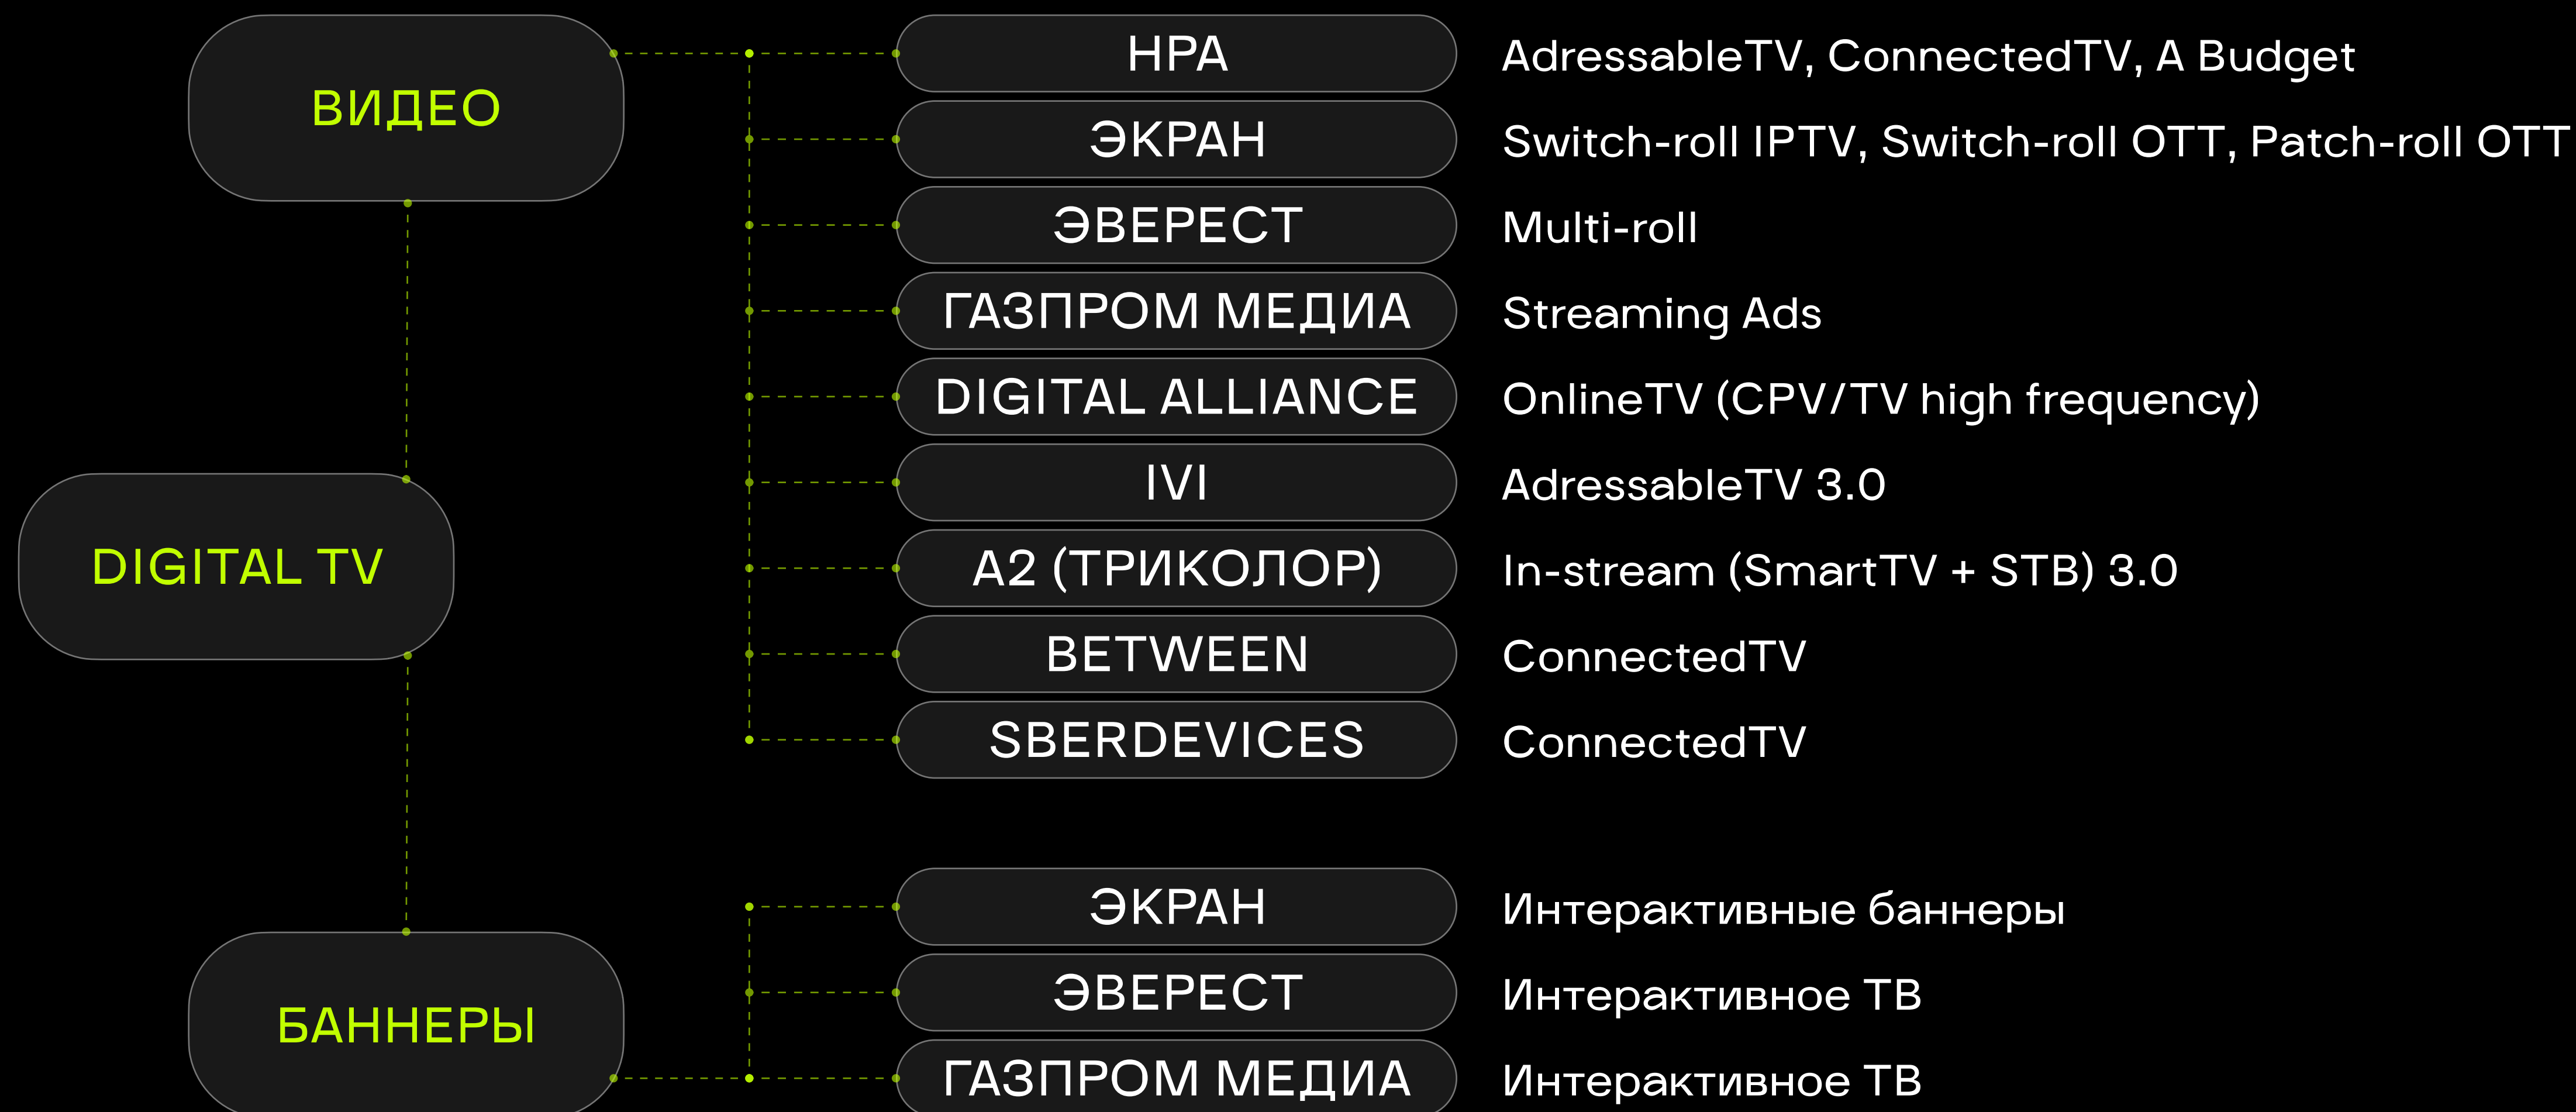 ВИДЕО
НРА AdressableTV, ConnectedTV, A Budget
ЭКРАН Switch-roll IPTV, Switch-roll OTT, Patch-roll OTT
ЭВЕРЕСТ Multi-roll
ГАЗПРОМ МЕДИА Streaming Ads
DIGITAL ALLIANCE OnlineTV (CPV/TV high frequency)
IVI AdressableTV 3.0
А2 (ТРИКОЛОР) In-stream (SmartTV + STB) 3.0
BETWEEN ConnectedTV
SBERDEVICES ConnectedTV
DIGITAL TV
БАННЕРЫ
ЭКРАН Интерактивные баннеры
ЭВЕРЕСТ Интерактивное ТВ
ГАЗПРОМ МЕДИА Интерактивное ТВ